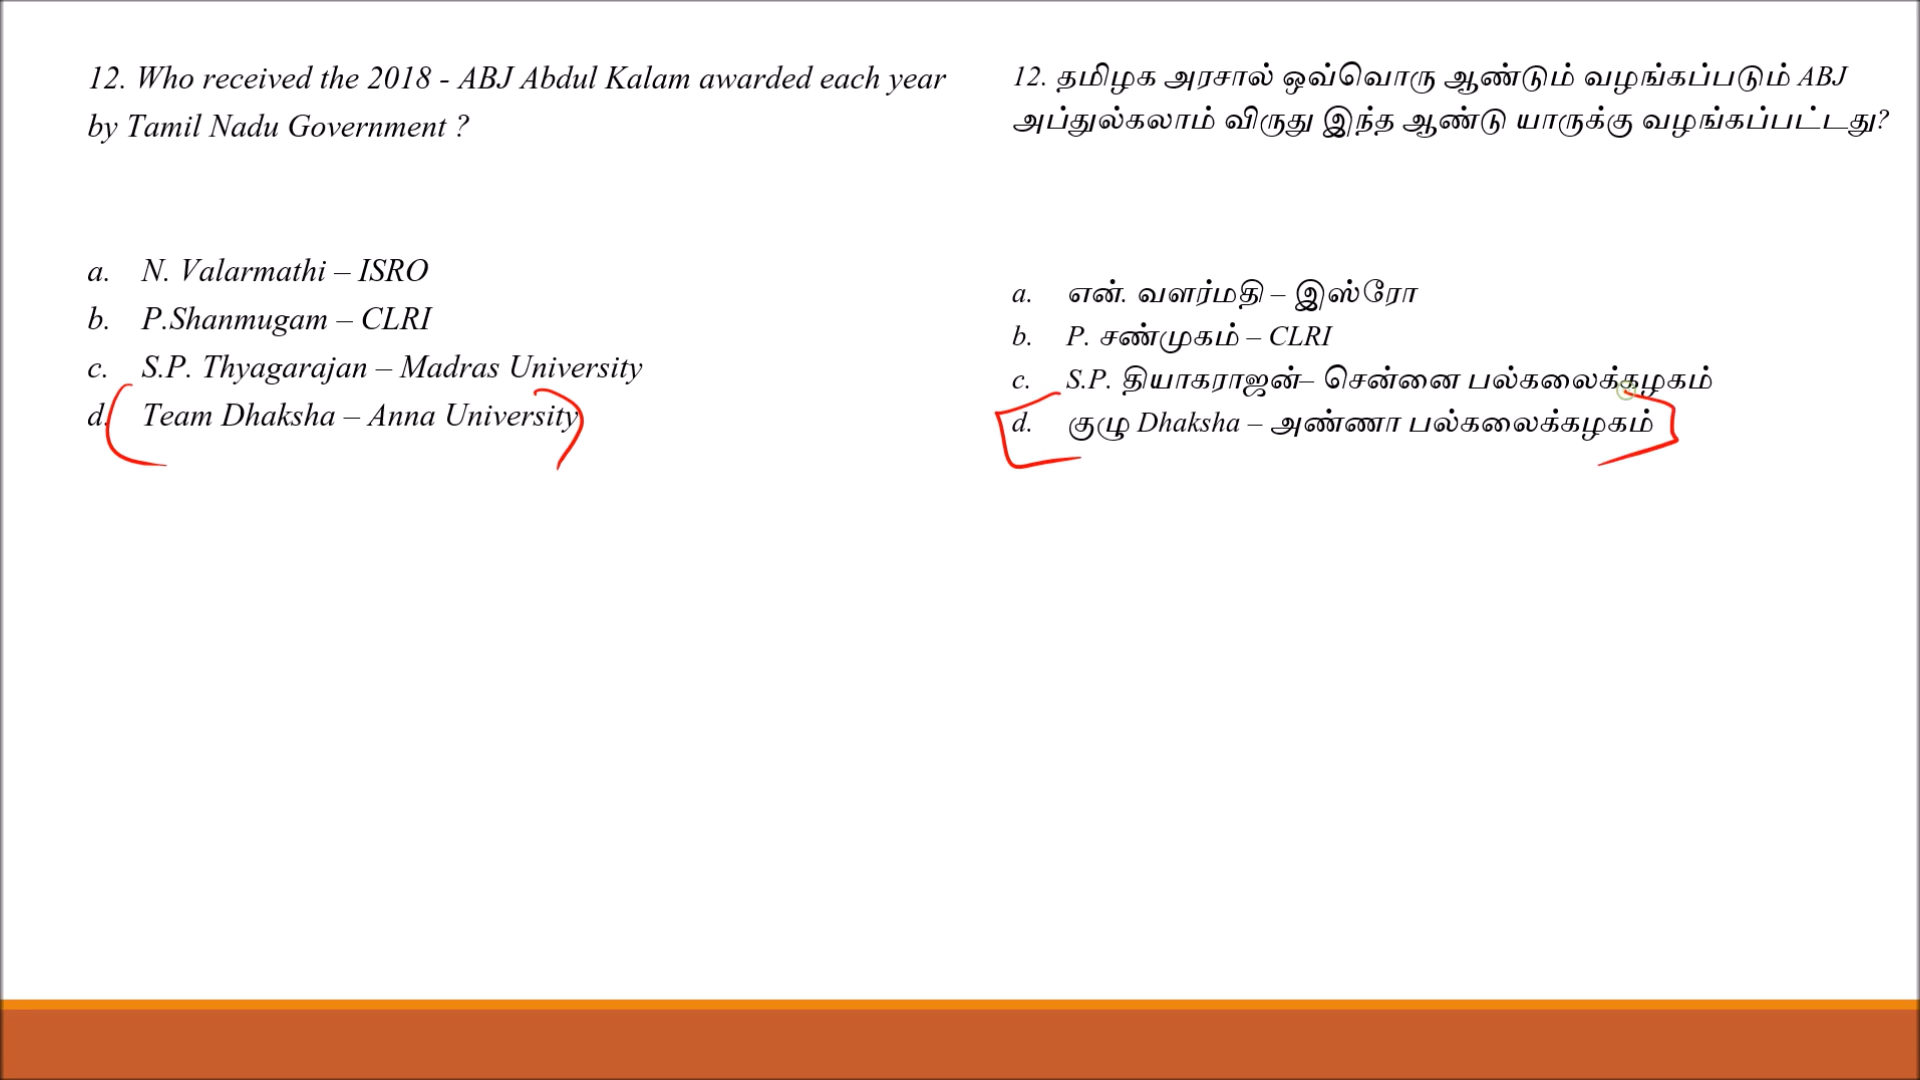 12. Who received the 2018 - ABJ Abdul Kalam awarded each year
by Tamil Nadu Government ?
a. N. Valarmathi – ISRO
b. P.Shanmugam – CLRI
c. S.P. Thyagarajan – Madras University
d. Team Dhaksha – Anna University
12. தமிழக அரசால் ஒவ்வொரு ஆண்டும் வழங்கப்படும் ABJ
அப்துல்கலாம் விருது இந்த ஆண்டு யாருக்கு வழங்கப்பட்டது?
a. என். வளர்மதி – இஸ்ரோ
b. P. சண்முகம் – CLRI
c. S.P. தியாகராஜன்– சென்னை பல்கலைக்கழகம்
d. குழு Dhaksha – அண்ணா பல்கலைக்கழகம்